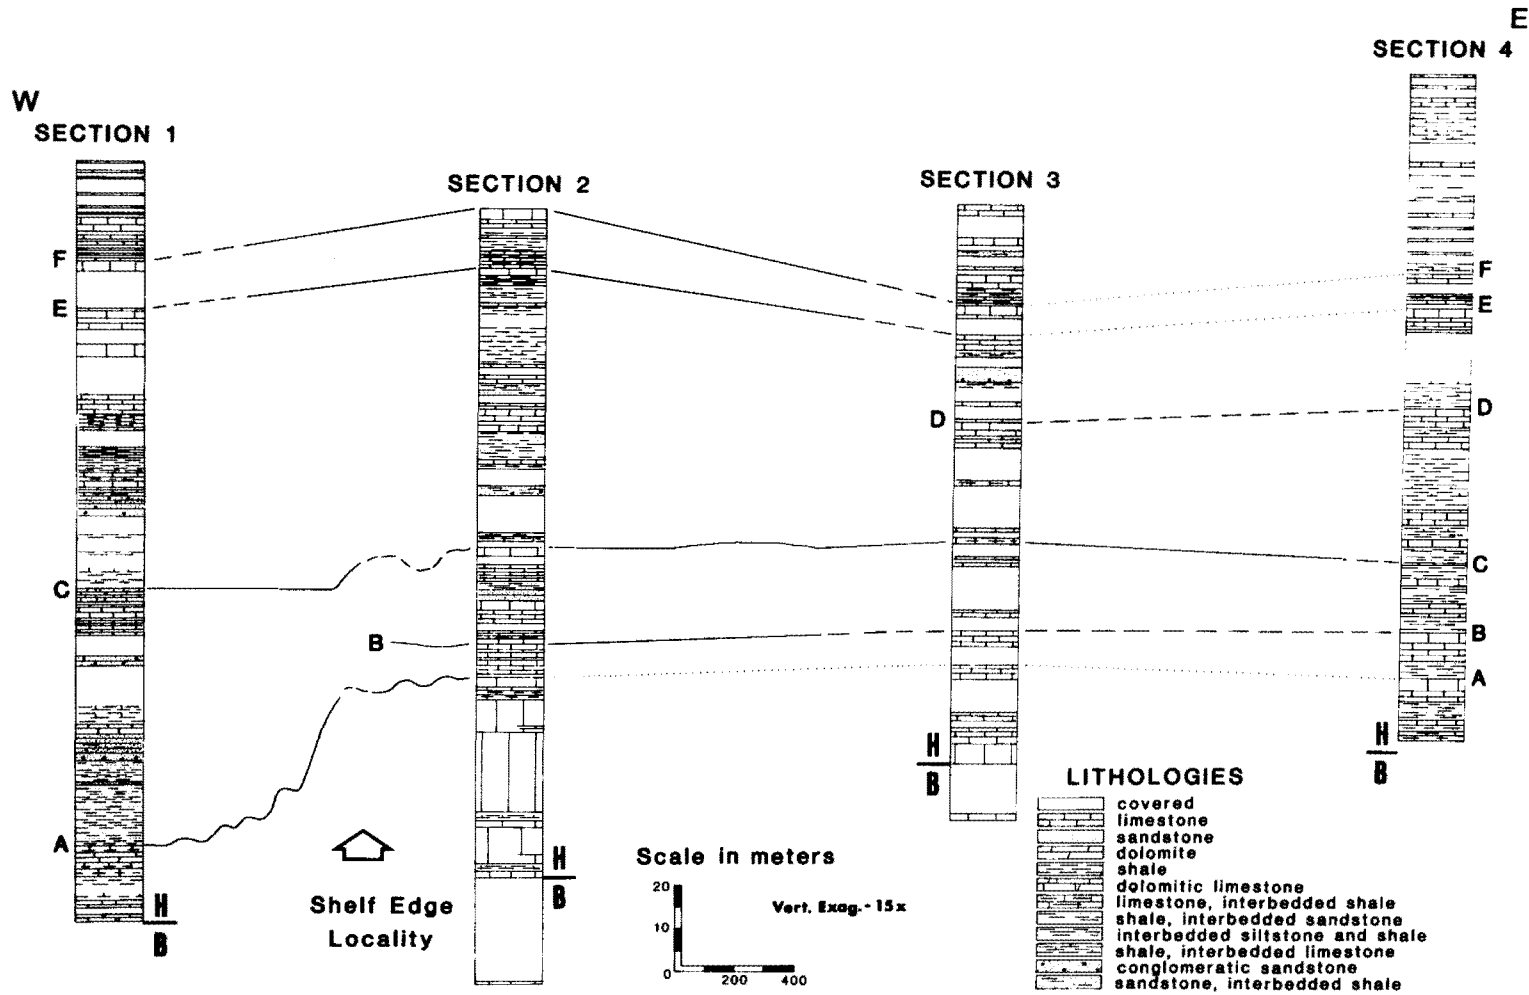 E
SECTION 4
W
SECTION 1
SECTION 2
SECTION 3
F
F
E
E
D
D
C
C
B
B
A
A
H
B
H
B
H
B
H
B
Shelf Edge
Locality
Scale in meters
20
10
0
200
400
Vert. Exag.- 15x
LITHOLOGIES
covered
limestone
sandstone
dolomite
shale
dolomitic limestone
limestone, interbedded shale
shale, interbedded sandstone
interbedded siltstone and shale
shale, interbedded limestone
conglomeratic sandstone
sandstone, interbedded shale